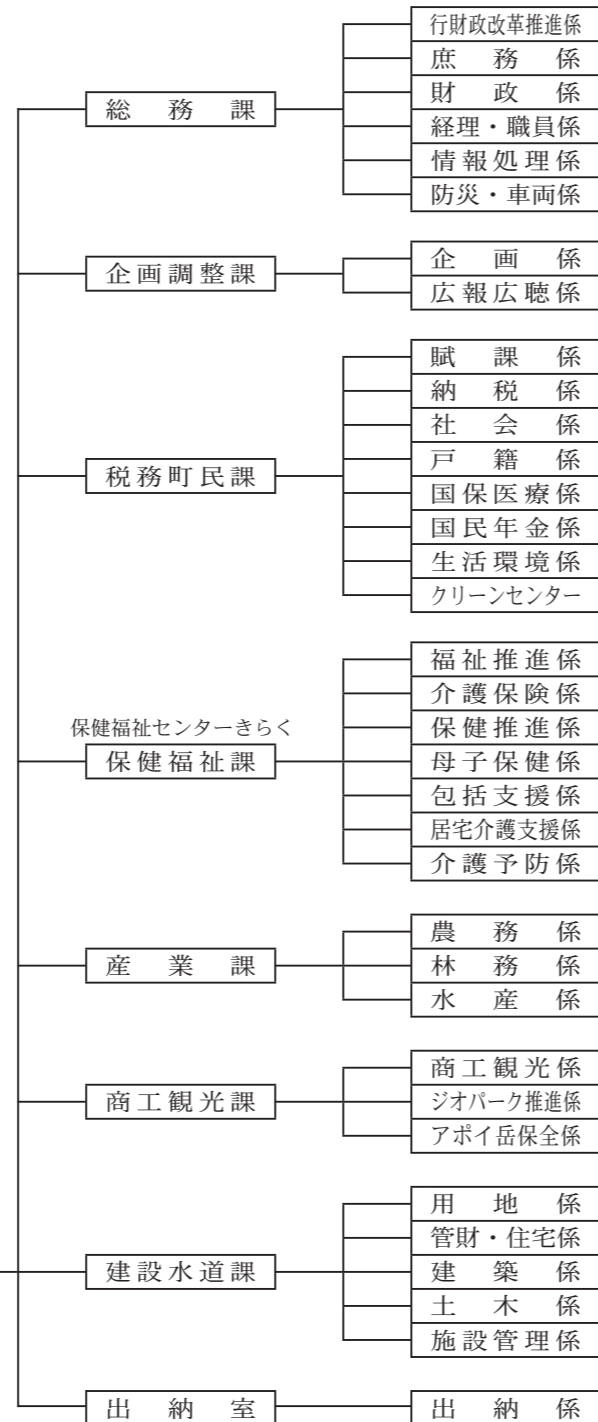 総務課
行財政改革推進係
庶務係
財政係
経理・職員係
情報処理係
防災・車両係
企画調整課
企画係
広報広聴係
税務町民課
賦課係
納税係
社会係
戸籍係
国保医療係
国民年金係
生活環境係
クリーンセンター
保健福祉センターきらく
保健福祉課
福祉推進係
介護保険係
保健推進係
母子保健係
包括支援係
居宅介護支援係
介護予防係
産業課
農務係
林務係
水産係
商工観光課
商工観光係
ジオパーク推進係
アポイ岳保全係
建設水道課
用地係
管財・住宅係
建築係
土木係
施設管理係
出納室
出納係